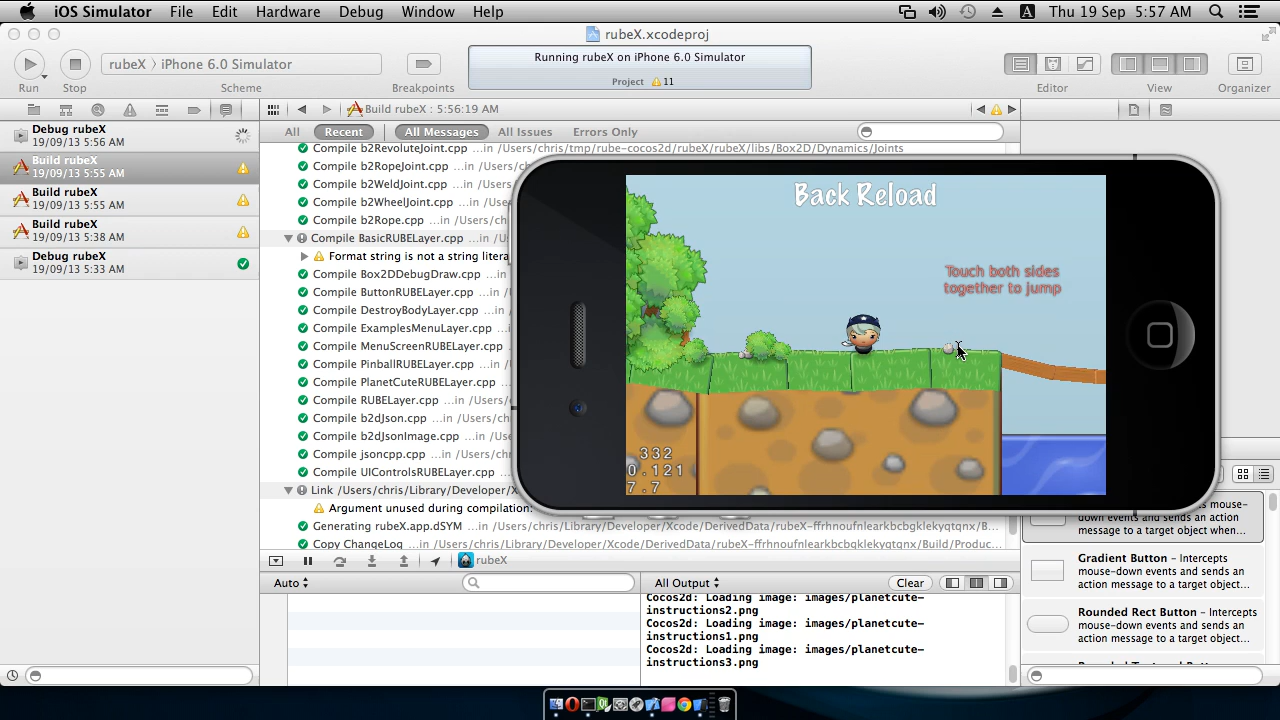 iOS Simulator File Edit Hardware Debug Window Help A Thu 19 Sep 5:57 AM
rubeX.xcodeproj
rubeX › iPhone 6.0 Simulator
Running rubeX on iPhone 6.0 Simulator
Project 11
Run Stop Scheme Breakpoints Editor View Organizer
Build rubeX : 5:56:19 AM
All Recent All Messages All Issues Errors Only
Debug rubeX
19/09/13 5:56 AM
Build rubeX
19/09/13 5:55 AM
Build rubeX
19/09/13 5:55 AM
Build rubeX
19/09/13 5:38 AM
Debug rubeX
19/09/13 5:33 AM
Compile b2RevoluteJoint.cpp ...in /Users/chris/tmp/rube-cocos2d/rubeX/rubeX/libs/Box2D/Dynamics/Joints
Compile b2RopeJoint.cpp ...in /Users/ch
Compile b2WeldJoint.cpp ...in /Users/ch
Compile b2WheelJoint.cpp ...in /Users/c
Compile b2Rope.cpp ...in /Users/chris/
Compile BasicRUBELayer.cpp ...in /User
Format string is not a string litera
Compile Box2DDebugDraw.cpp ...in /
Compile ButtonRUBELayer.cpp ...in /
Compile DestroyBodyLayer.cpp ...in /
Compile ExamplesMenuLayer.cpp ...in
Compile MenuScreenRUBELayer.cpp
Compile PinballRUBELayer.cpp ...in /U
Compile PlanetCuteRUBELayer.cpp ...i
Compile RUBELayer.cpp ...in /Users/c
Compile b2dJson.cpp ...in /Users/chri
Compile b2dJsonImage.cpp ...in /Users
Compile jsoncpp.cpp ...in /Users/chris
Compile UIControlsRUBELayer.cpp ...in
Link /Users/chris/Library/Developer/X
Argument unused during compilation:
Generating rubeX.app.dSYM ...in /Users/chris/Library/Developer/Xcode/DerivedData/rubeX-ffrhnoufnlearkbcbgklekyqtqnx/B...
Copy ChangeLog .../Users/chris/Library/Developer/Xcode/DerivedData/rubeX-ffrhnoufnlearkbcbgklekyqtqnx/Build/Produc...
Back Reload
Touch both sides
together to jump
332
0.121
7.7
rubeX
Auto All Output Clear
Cocos2d: Loading image: images/planetcute-
instructions2.png
Cocos2d: Loading image: images/planetcute-
instructions1.png
Cocos2d: Loading image: images/planetcute-
instructions3.png
mouse-down events and sends an
action message to a target object when...
Gradient Button – Intercepts
mouse-down events and sends an
action message to a target object...
Rounded Rect Button – Intercepts
mouse-down events and sends an
action message to a target object...